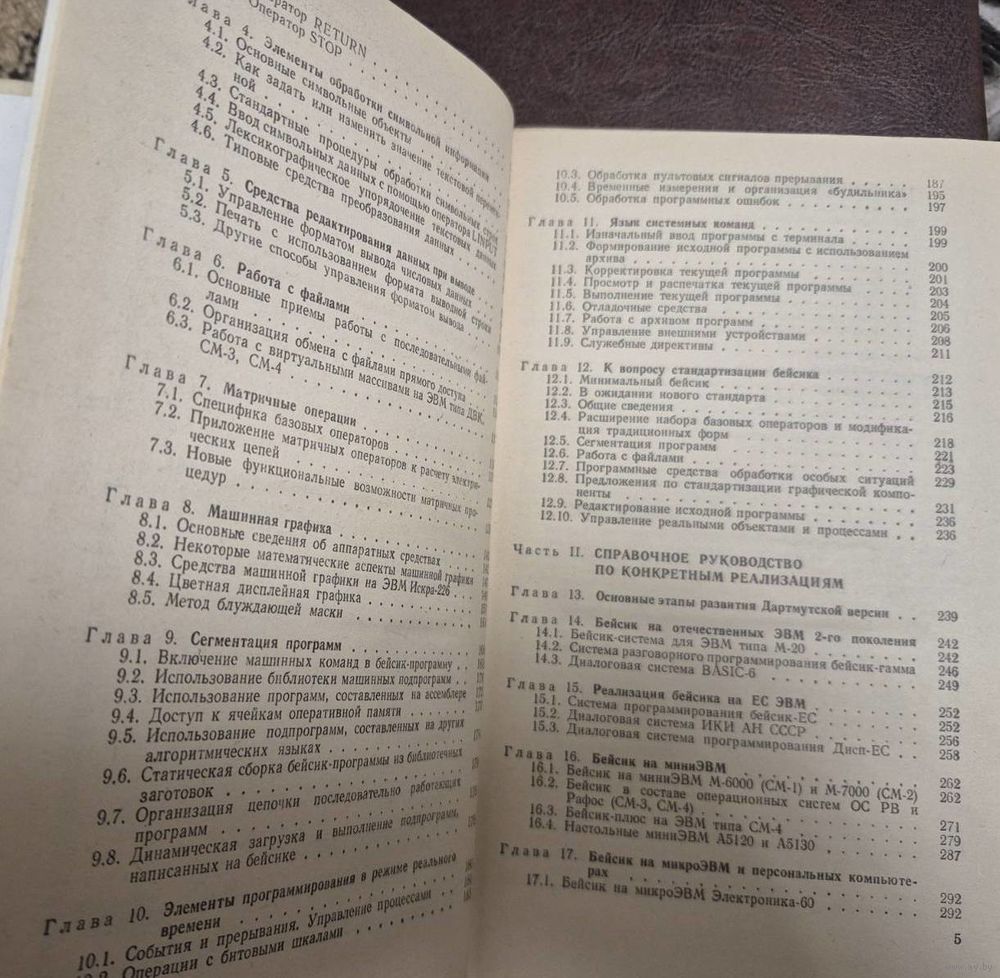 ратор RETURN
Оператор STOP
лава 4. Элементы обработки символьной информации
4.1. Основные символьные объекты
4.2. Как задать или изменить значение текстовой перемен-
ной
4.3. Стандартные процедуры обработки символьных строк
4.4. Ввод символьных данных с помощью оператора LINPUT
4.5. Лексикографическое упорядочение текстовых данных
4.6. Типовые средства преобразования данных
Глава 5. Средства редактирования данных при выводе
5.1. Управление форматом вывода числовых данных
5.2. Печать с использованием формата выводной строки
5.3. Другие способы управления форматом вывода
Глава 6. Работа с файлами
6.1. Основные приемы работы с последовательными фай-
лами
6.2. Организация обмена с файлами прямого доступа
6.3. Работа с виртуальными массивами на ЭВМ типа ДВК,
СМ-3, СМ-4
Глава 7. Матричные операции
7.1. Специфика базовых операторов
7.2. Приложение матричных операторов к расчету электри-
ческих цепей
7.3. Новые функциональные возможности матричных про-
цедур
Глава 8. Машинная графика
8.1. Основные сведения об аппаратных средствах
8.2. Некоторые математические аспекты машинной графики
8.3. Средства машинной графики на ЭВМ Искра-226
8.4. Цветная дисплейная графика
8.5. Метод блуждающей маски
Глава 9. Сегментация программ
9.1. Включение машинных команд в бейсик-программу
9.2. Использование библиотеки машинных подпрограмм
9.3. Использование программ, составленных на ассемблере
9.4. Доступ к ячейкам оперативной памяти
9.5. Использование подпрограмм, составленных на других
алгоритмических языках
9.6. Статическая сборка бейсик-программы из библиотечных
заготовок
9.7. Организация цепочки последовательно работающих
программ
9.8. Динамическая загрузка и выполнение подпрограмм,
написанных на бейсике
Глава 10. Элементы программирования в режиме реального
времени
10.1. События и прерывания. Управление процессами
10.2. Операции с битовыми шкалами
10.3. Обработка пультовых сигналов прерывания . . . . . 187
10.4. Временные измерения и организация «будильника» 195
10.5. Обработка программных ошибок . . . . . . . 197
Глава 11. Язык системных команд . . . . . . . 199
11.1. Изначальный ввод программы с терминала . . . . 199
11.2. Формирование исходной программы с использованием
архива . . . . . . . 200
11.3. Корректировка текущей программы . . . . . 201
11.4. Просмотр и распечатка текущей программы . . . 203
11.5. Выполнение текущей программы . . . . . 204
11.6. Отладочные средства . . . . . . . 205
11.7. Работа с архивом программ . . . . . . 206
11.8. Управление внешними устройствами . . . . . 208
11.9. Служебные директивы . . . . . . . 211
Глава 12. К вопросу стандартизации бейсика . . . . 212
12.1. Минимальный бейсик . . . . . . . 213
12.2. В ожидании нового стандарта . . . . . . 215
12.3. Общие сведения . . . . . . . 216
12.4. Расширение набора базовых операторов и модифика-
ция традиционных форм . . . . . . . 218
12.5. Сегментация программ . . . . . . . 221
12.6. Работа с файлами . . . . . . . 223
12.7. Программные средства обработки особых ситуаций 229
12.8. Предложения по стандартизации графической компо-
ненты . . . . . . . 231
12.9. Редактирование исходной программы . . . . . 236
12.10. Управление реальными объектами и процессами . . 236
Часть II. СПРАВОЧНОЕ РУКОВОДСТВО
ПО КОНКРЕТНЫМ РЕАЛИЗАЦИЯМ
Глава 13. Основные этапы развития Дартмутской версии . . 239
Глава 14. Бейсик на отечественных ЭВМ 2-го поколения 242
14.1. Бейсик-система для ЭВМ типа М-20 . . . . . 242
14.2. Система разговорного программирования бейсик-гамма 246
14.3. Диалоговая система BASIC-6 . . . . . . 249
Глава 15. Реализация бейсика на ЕС ЭВМ . . . . . 252
15.1. Система программирования бейсик-ЕС . . . . . 252
15.2. Диалоговая система ИКИ АН СССР . . . . . 256
15.3. Диалоговая система программирования Дисп-ЕС . . 258
Глава 16. Бейсик на миниЭВМ . . . . . . . 262
16.1. Бейсик на миниЭВМ М-6000 (СМ-1) и М-7000 (СМ-2) 262
16.2. Бейсик в составе операционных систем ОС РВ и
Рафос (СМ-3, СМ-4) . . . . . . . 271
16.3. Бейсик-плюс на ЭВМ типа СМ-4 . . . . . 279
16.4. Настольные миниЭВМ А5120 и А5130 . . . . . 287
Глава 17. Бейсик на микроЭВМ и персональных компьюте-
рах . . . . . . . 292
17.1. Бейсик на микроЭВМ Электроника-60 . . . . . 292
5